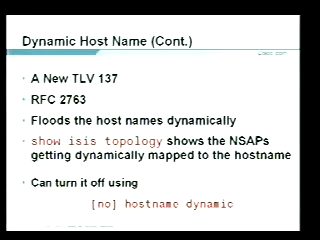 Dynamic Host Name (Cont.)
· A New TLV 137
· RFC 2763
· Floods the host names dynamically
· show isis topology shows the NSAPs
getting dynamically mapped to the hostname
· Can turn it off using
[no] hostname dynamic